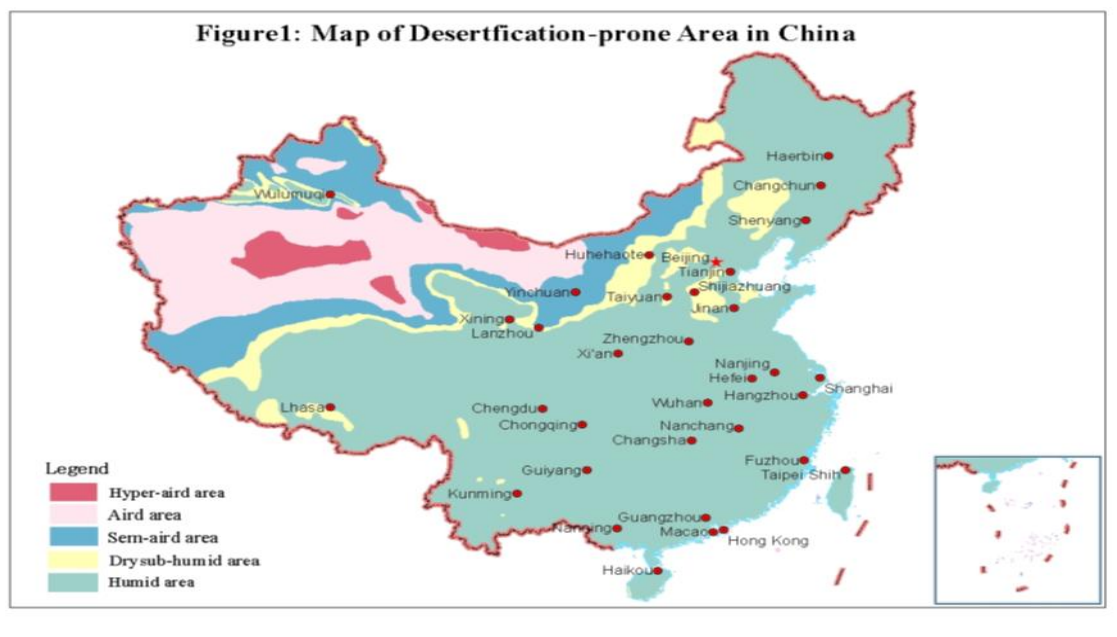 Figure1: Map of Desertfication-prone Area in China
Haerbin
Changchun
Wulumuqi
Shenyang
Huhehaote
Beijing
Tianjin
Yinchuan
Taiyuan
Shijiazhuang
Jinan
Xining
Lanzhou
Zhengzhou
Xi'an
Nanjing
Hefei
Shanghai
Hangzhou
Lhasa
Chengdu
Wuhan
Chongqing
Nanchang
Changsha
Fuzhou
Guiyang
Taipei Shih
Kunming
Guangzhou
Nanning
Macao
Hong Kong
Haikou
Legend
Hyper-aird area
Aird area
Sem-aird area
Dry sub-humid area
Humid area